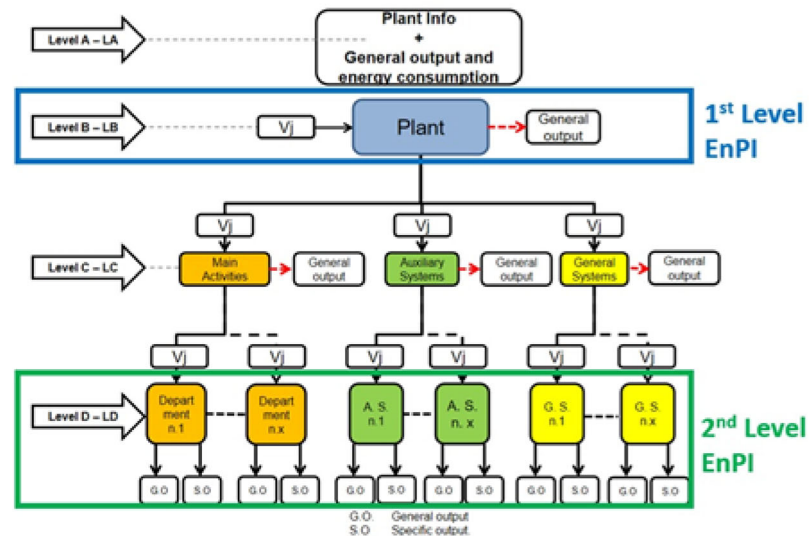 Plant Info
+
General output and
energy consumption
Level A – LA
1st Level
EnPI
Level B – LB
Vj
Plant
General
output
Vj
Vj
Vj
Level C – LC
Main
Activities
General
output
Auxiliary
Systems
General
output
General
Systems
General
output
Vj
Vj
Vj
Vj
Vj
Vj
Level D – LD
Depart
ment
n.1
Depart
ment
n.x
A. S.
n.1
A. S.
n. x
G. S.
n.1
G. S.
n.x
2nd Level
EnPI
G.O
S.O
G.O
S.O
G.O
S.O
G.O
S.O
G.O
S.O
G.O
S.O
G.O. General output
S.O Specific output.